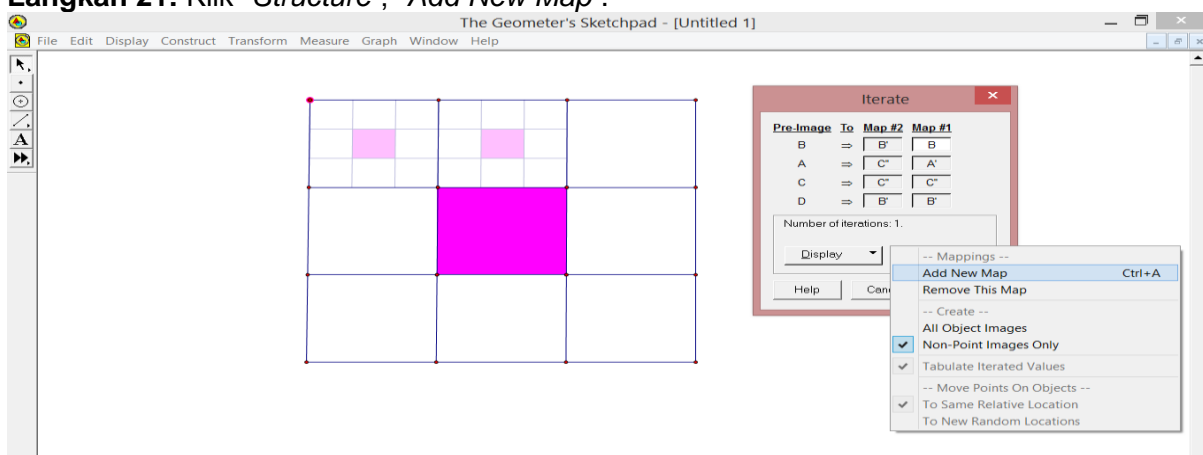 Langkah 21: Klik "Structure", "Add New Map".
The Geometer's Sketchpad - [Untitled 1]
File Edit Display Construct Transform Measure Graph Window Help
A
Iterate
Pre-Image To Map #2 Map #1
B ⇒ B' B
A ⇒ C" A'
C ⇒ C" C"
D ⇒ B' B'
Number of iterations: 1.
Display
Help
-- Mappings --
Add New Map Ctrl+A
Remove This Map
-- Create --
All Object Images
Non-Point Images Only
Tabulate Iterated Values
-- Move Points On Objects --
To Same Relative Location
To New Random Locations